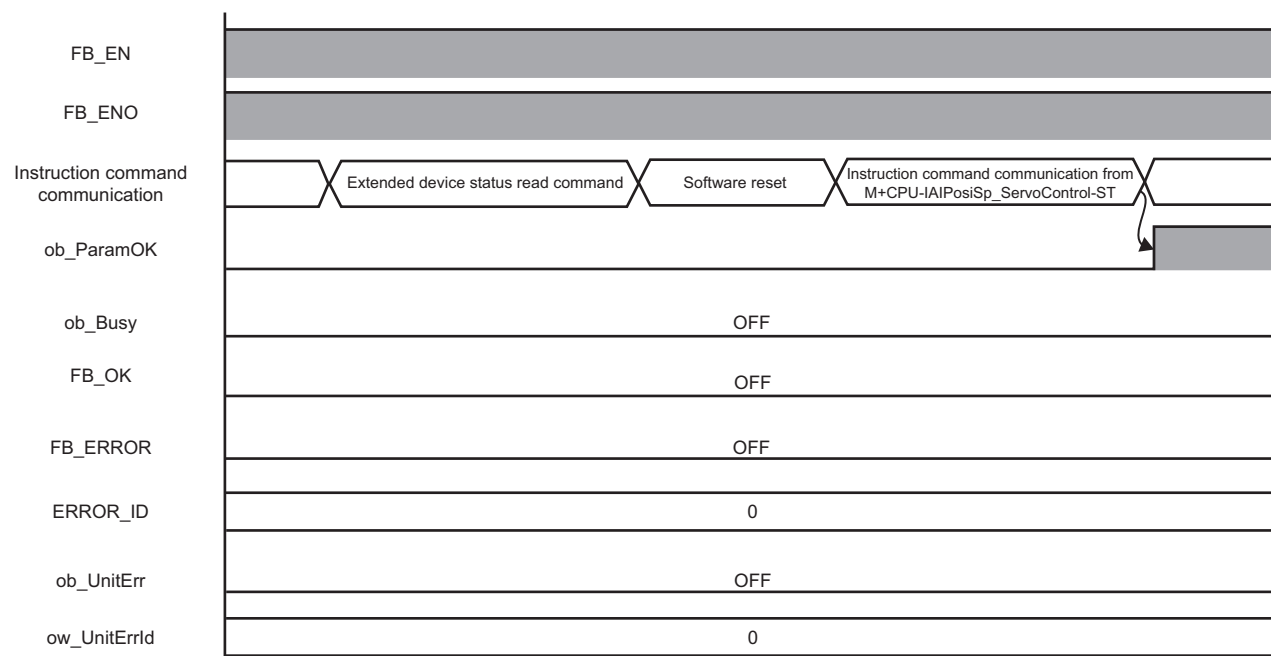 FB_EN
FB_ENO
Instruction command
communication
Extended device status read command
Software reset
Instruction command communication from
M+CPU-IAIPosiSp_ServoControl-ST
ob_ParamOK
ob_Busy
OFF
FB_OK
OFF
FB_ERROR
OFF
ERROR_ID
0
ob_UnitErr
OFF
ow_UnitErrId
0